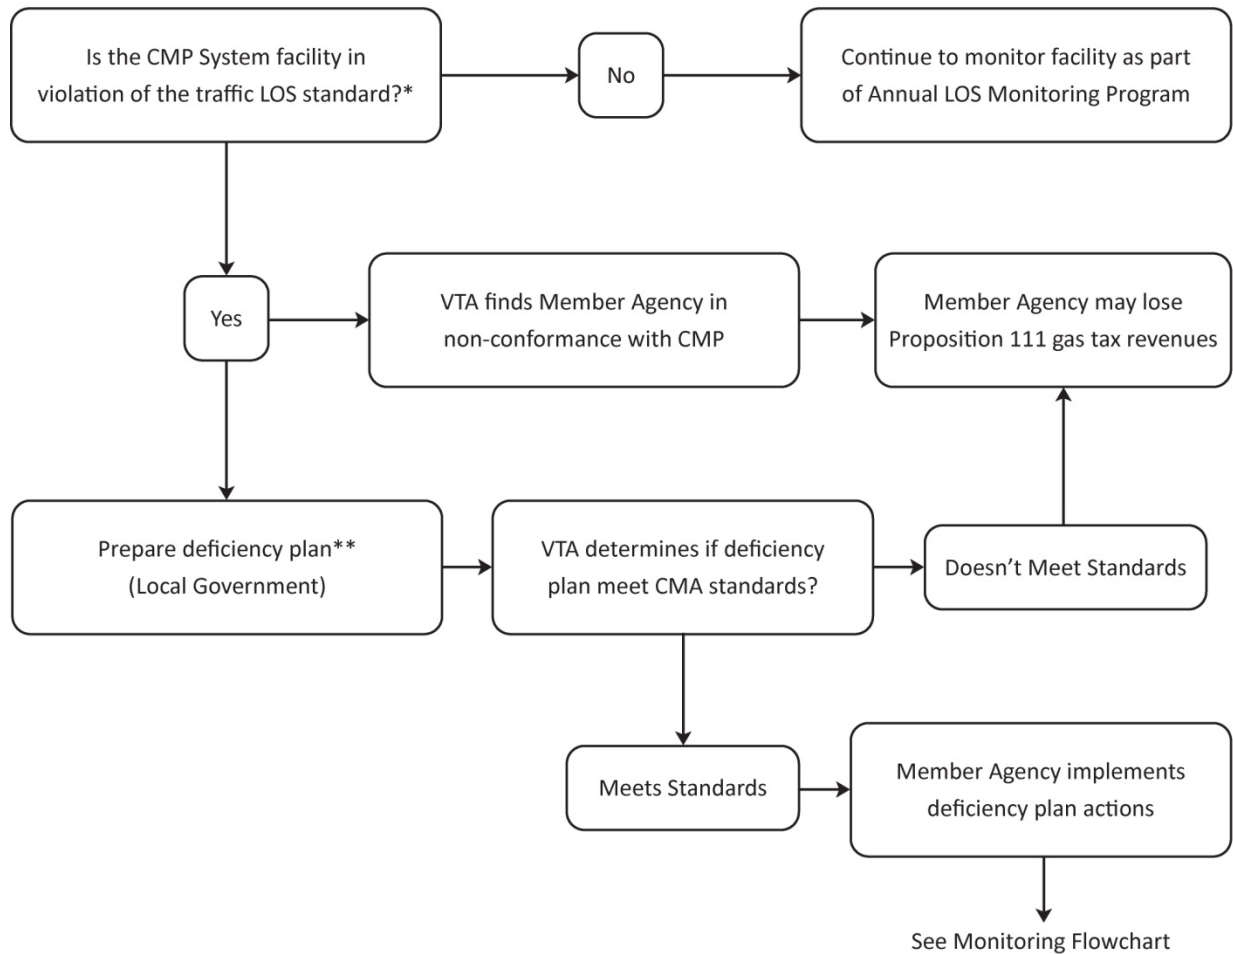 Is the CMP System facility in
violation of the traffic LOS standard?*
No
Continue to monitor facility as part
of Annual LOS Monitoring Program
Yes
VTA finds Member Agency in
non-conformance with CMP
Member Agency may lose
Proposition 111 gas tax revenues
Prepare deficiency plan**
(Local Government)
VTA determines if deficiency
plan meet CMA standards?
Doesn’t Meet Standards
Meets Standards
Member Agency implements
deficiency plan actions
See Monitoring Flowchart